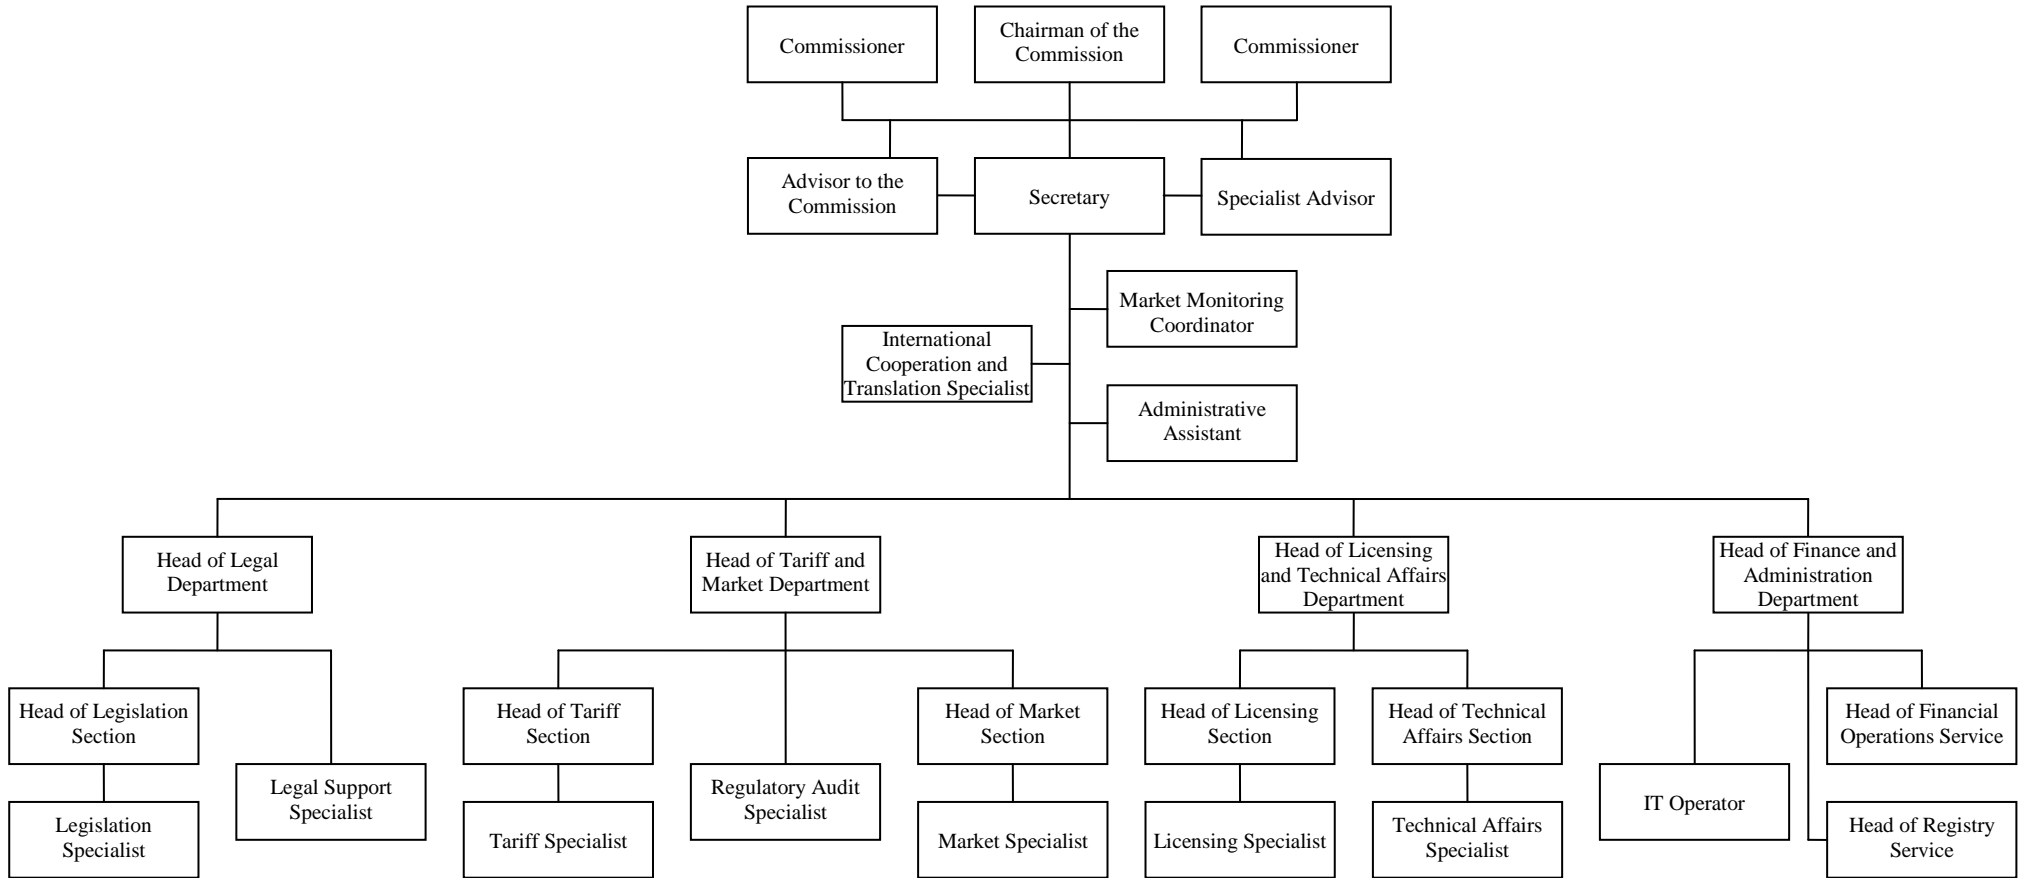 Commissioner
Chairman of the
Commission
Commissioner
Advisor to the
Commission
Secretary
Specialist Advisor
Market Monitoring
Coordinator
International
Cooperation and
Translation Specialist
Administrative
Assistant
Head of Legal
Department
Head of Tariff and
Market Department
Head of Licensing
and Technical Affairs
Department
Head of Finance and
Administration
Department
Head of Legislation
Section
Head of Tariff
Section
Head of Market
Section
Head of Licensing
Section
Head of Technical
Affairs Section
Head of Financial
Operations Service
Legal Support
Specialist
Regulatory Audit
Specialist
IT Operator
Legislation
Specialist
Tariff Specialist
Market Specialist
Licensing Specialist
Technical Affairs
Specialist
Head of Registry
Service